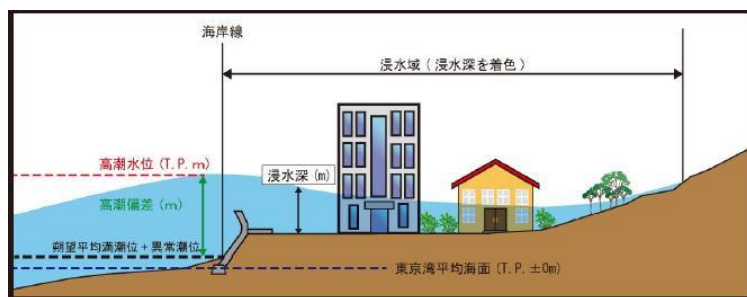 海岸線
浸水域(浸水深を着色)
高潮水位(T.P.m)
浸水深(m)
高潮偏差(m)
朔望平均満潮位+異常潮位
東京湾平均海面(T.P.±0m)